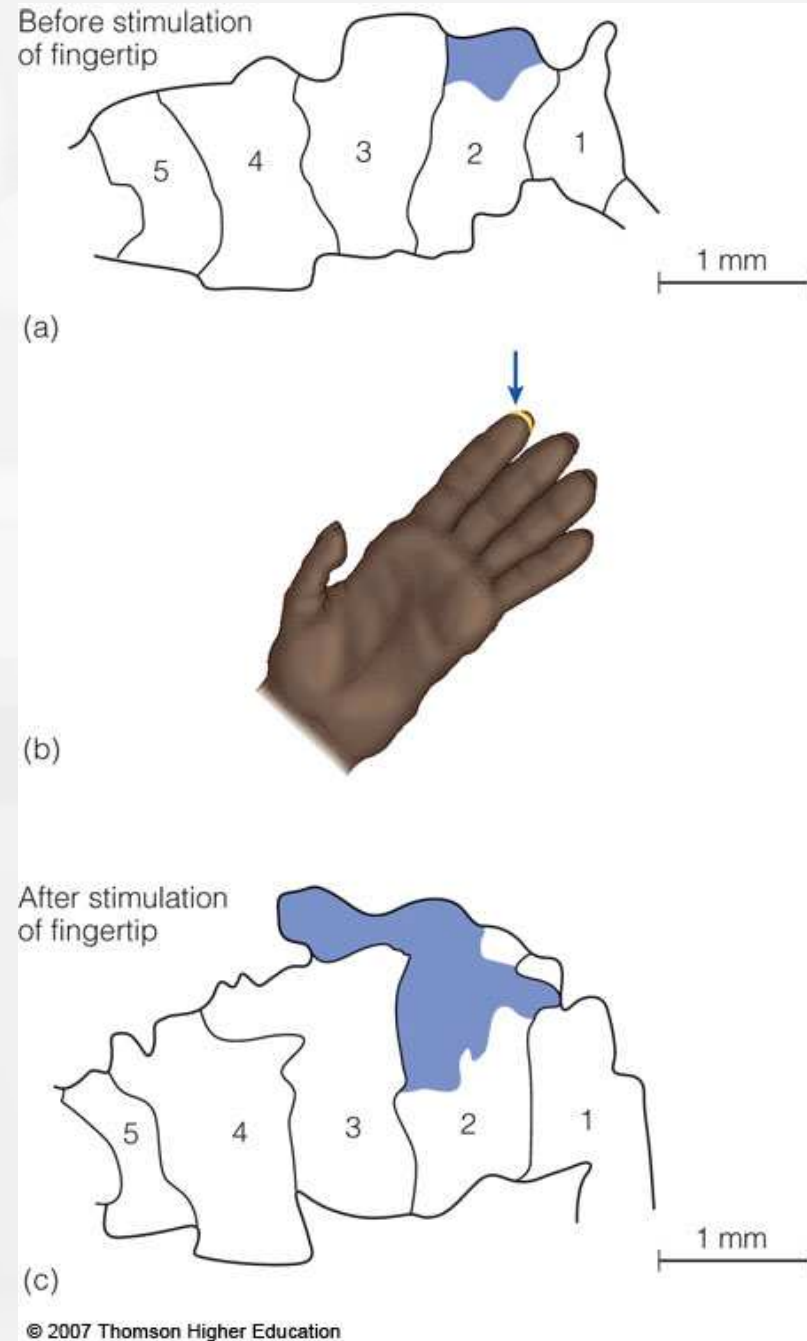 Before stimulation
of fingertip
5
4
3
2
1
1 mm
(a)
(b)
After stimulation
of fingertip
5
4
3
2
1
1 mm
(c)
© 2007 Thomson Higher Education